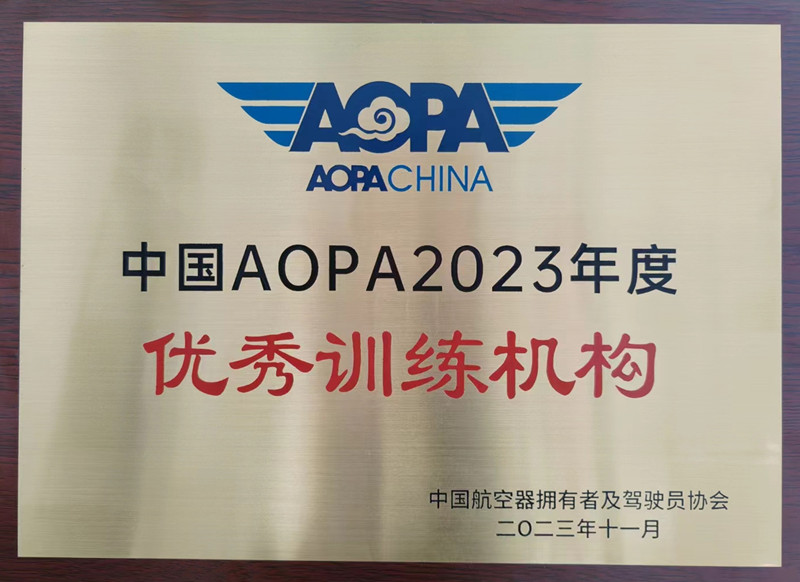 AOPA
AOPA CHINA
中国AOPA2023年度
优秀训练机构
中国航空器拥有者及驾驶员协会
二〇二三年十一月